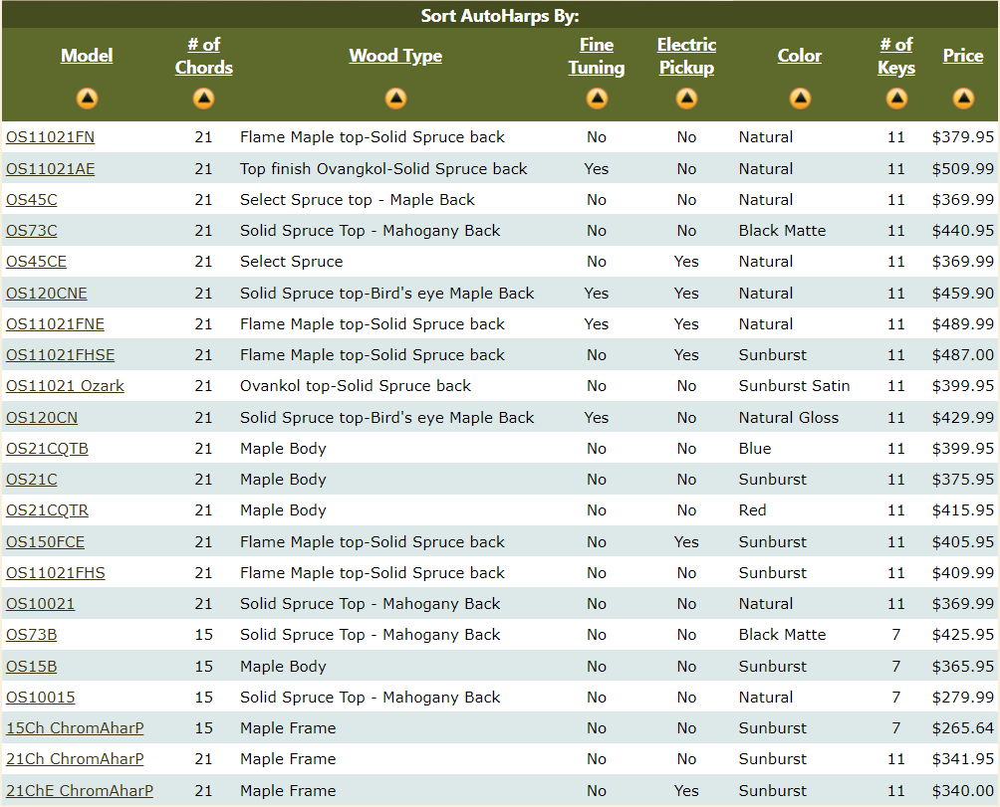 Sort AutoHarps By:
Model # of Chords Wood Type Fine Tuning Electric Pickup Color # of Keys Price
OS11021FN 21 Flame Maple top-Solid Spruce back No No Natural 11 $379.95
OS11021AE 21 Top finish Ovangkol-Solid Spruce back Yes No Natural 11 $509.99
OS45C 21 Select Spruce top - Maple Back No No Natural 11 $369.99
OS73C 21 Solid Spruce Top - Mahogany Back No No Black Matte 11 $440.95
OS45CE 21 Select Spruce No Yes Natural 11 $369.99
OS120CNE 21 Solid Spruce top-Bird's eye Maple Back Yes Yes Natural 11 $459.90
OS11021FNE 21 Flame Maple top-Solid Spruce back Yes Yes Natural 11 $489.99
OS11021FHSE 21 Flame Maple top-Solid Spruce back No Yes Sunburst 11 $487.00
OS11021 Ozark 21 Ovankol top-Solid Spruce back No No Sunburst Satin 11 $399.95
OS120CN 21 Solid Spruce top-Bird's eye Maple Back Yes No Natural Gloss 11 $429.99
OS21CQTB 21 Maple Body No No Blue 11 $399.95
OS21C 21 Maple Body No No Sunburst 11 $375.95
OS21CQTR 21 Maple Body No No Red 11 $415.95
OS150FCE 21 Flame Maple top-Solid Spruce back No Yes Sunburst 11 $405.95
OS11021FHS 21 Flame Maple top-Solid Spruce back No No Sunburst 11 $409.99
OS10021 21 Solid Spruce Top - Mahogany Back No No Natural 11 $369.99
OS73B 15 Solid Spruce Top - Mahogany Back No No Black Matte 7 $425.95
OS15B 15 Maple Body No No Sunburst 7 $365.95
OS10015 15 Solid Spruce Top - Mahogany Back No No Natural 7 $279.99
15Ch ChromAharP 15 Maple Frame No No Sunburst 7 $265.64
21Ch ChromAharP 21 Maple Frame No No Sunburst 11 $341.95
21ChE ChromAharP 21 Maple Frame No Yes Sunburst 11 $340.00